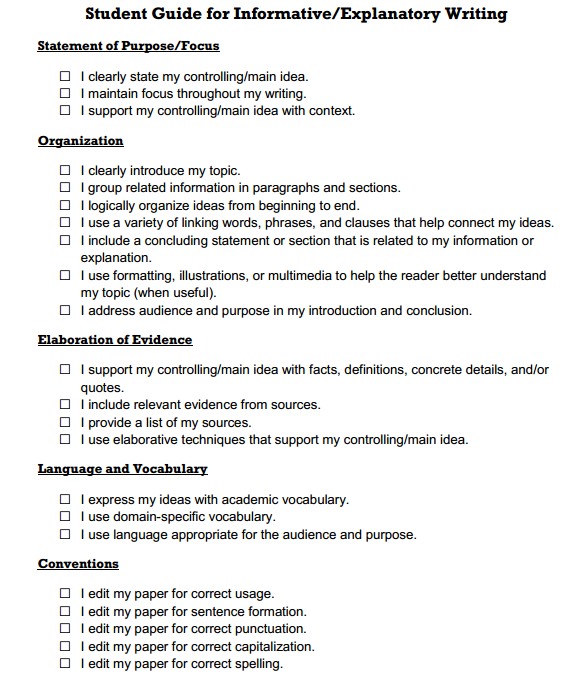 Student Guide for Informative/Explanatory Writing
Statement of Purpose/Focus
☐ I clearly state my controlling/main idea.
☐ I maintain focus throughout my writing.
☐ I support my controlling/main idea with context.
Organization
☐ I clearly introduce my topic.
☐ I group related information in paragraphs and sections.
☐ I logically organize ideas from beginning to end.
☐ I use a variety of linking words, phrases, and clauses that help connect my ideas.
☐ I include a concluding statement or section that is related to my information or
explanation.
☐ I use formatting, illustrations, or multimedia to help the reader better understand
my topic (when useful).
☐ I address audience and purpose in my introduction and conclusion.
Elaboration of Evidence
☐ I support my controlling/main idea with facts, definitions, concrete details, and/or
quotes.
☐ I include relevant evidence from sources.
☐ I provide a list of my sources.
☐ I use elaborative techniques that support my controlling/main idea.
Language and Vocabulary
☐ I express my ideas with academic vocabulary.
☐ I use domain-specific vocabulary.
☐ I use language appropriate for the audience and purpose.
Conventions
☐ I edit my paper for correct usage.
☐ I edit my paper for sentence formation.
☐ I edit my paper for correct punctuation.
☐ I edit my paper for correct capitalization.
☐ I edit my paper for correct spelling.